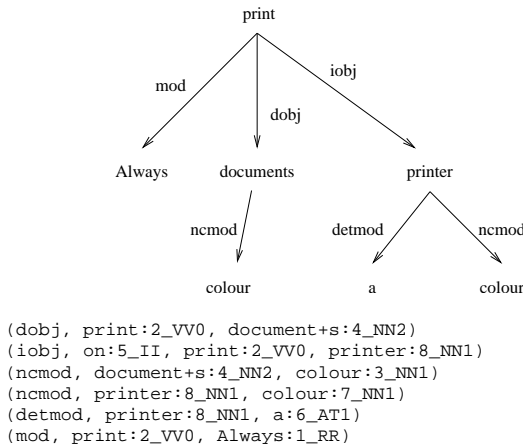 print
mod
dobj
iobj
Always
documents
printer
ncmod
detmod
ncmod
colour
a
colour
(dobj, print:2_VV0, document+s:4_NN2)
(iobj, on:5_II, print:2_VV0, printer:8_NN1)
(ncmod, document+s:4_NN2, colour:3_NN1)
(ncmod, printer:8_NN1, colour:7_NN1)
(detmod, printer:8_NN1, a:6_AT1)
(mod, print:2_VV0, Always:1_RR)